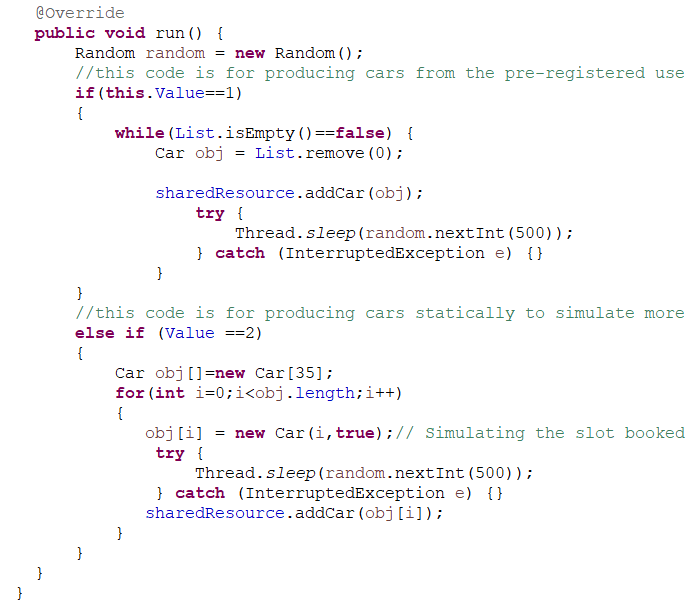 @Override
public void run() {
Random random = new Random();
//this code is for producing cars from the pre-registered use
if(this.Value==1)
{
while(List.isEmpty()==false) {
Car obj = List.remove(0);
sharedResource.addCar(obj);
try {
Thread.sleep(random.nextInt(500));
} catch (InterruptedException e) {}
}
}
//this code is for producing cars statically to simulate more
else if (Value ==2)
{
Car obj[]=new Car[35];
for(int i=0;i<obj.length;i++)
{
obj[i] = new Car(i,true);// Simulating the slot booked
try {
Thread.sleep(random.nextInt(500));
} catch (InterruptedException e) {}
sharedResource.addCar(obj[i]);
}
}
}
}